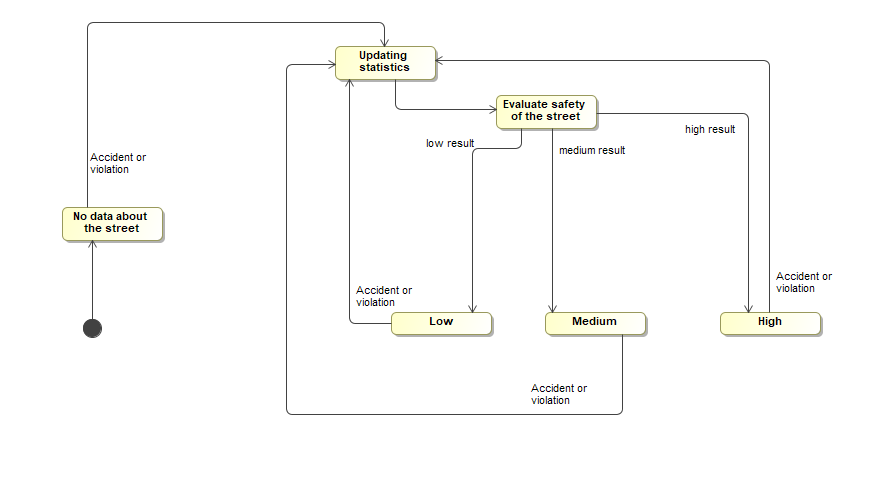 Updating
statistics
Evaluate safety
of the street
high result
low result
medium result
Accident or
violation
No data about
the street
Accident or
violation
Accident or
violation
Low
Medium
High
Accident or
violation